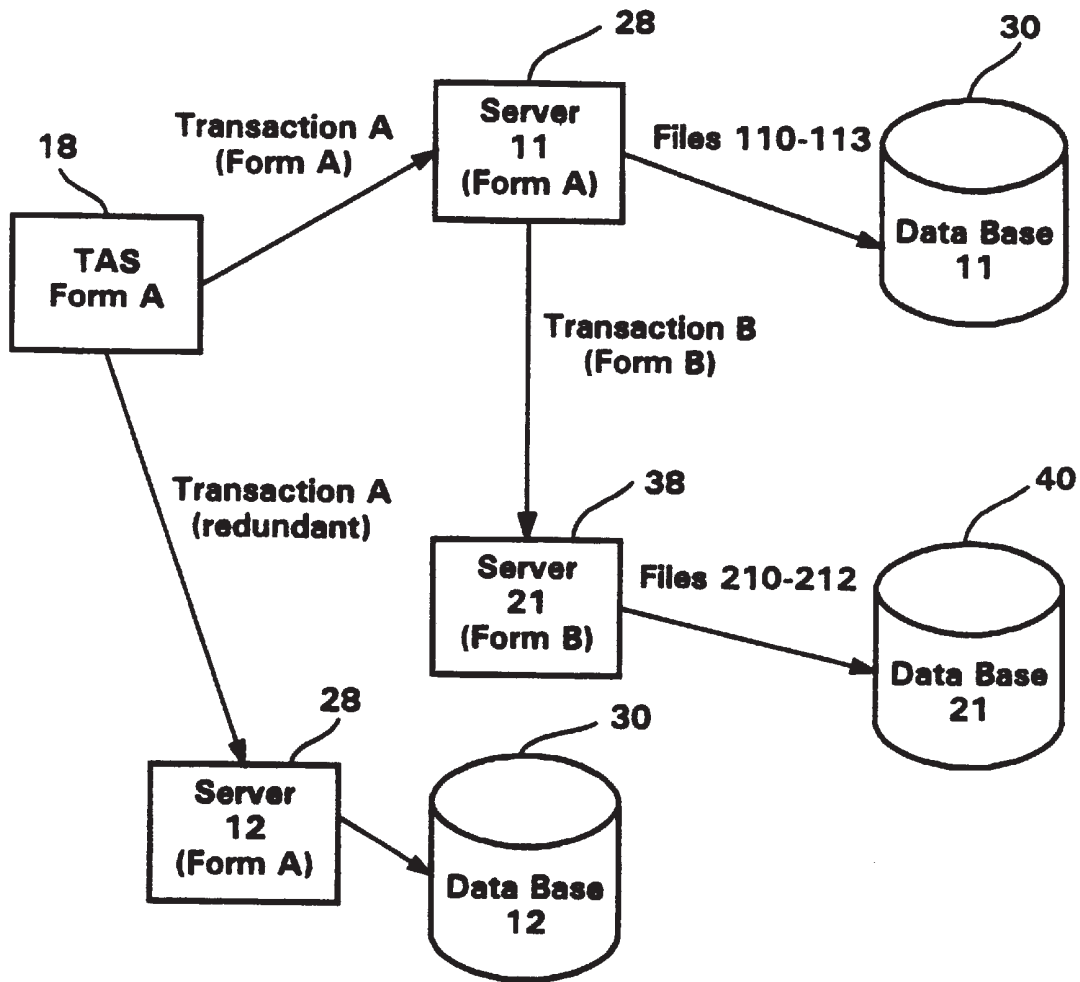 28
30
18
Transaction A
(Form A)
Server
11
(Form A)
Files 110-113
Data Base
11
TAS
Form A
Transaction B
(Form B)
Transaction A
(redundant)
38
40
Server
21
(Form B)
Files 210-212
Data Base
21
28
30
Server
12
(Form A)
Data Base
12